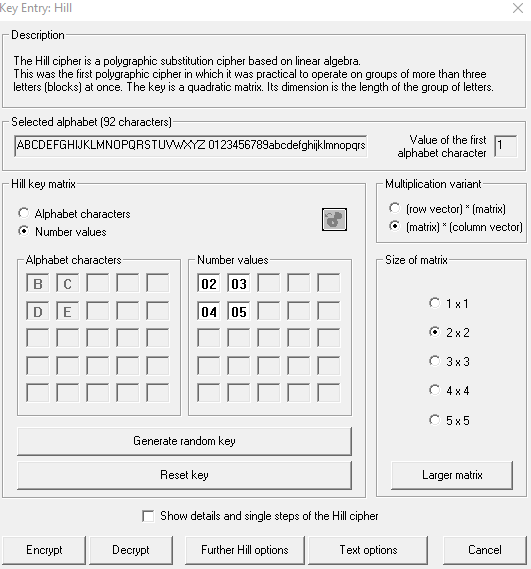 Key Entry: Hill
Description
The Hill cipher is a polygraphic substitution cipher based on linear algebra.
This was the first polygraphic cipher in which it was practical to operate on groups of more than three
letters (blocks) at once. The key is a quadratic matrix. Its dimension is the length of the group of letters.
Selected alphabet (92 characters)
ABCDEFGHIJKLMNOPQRSTUVWXYZ 0123456789abcdefghijklmnopqrs
Value of the first
alphabet character
1
Hill key matrix
Alphabet characters
Number values
Alphabet characters
B C
D E
Number values
02 03
04 05
Generate random key
Reset key
Multiplication variant
(row vector) * (matrix)
(matrix) * (column vector)
Size of matrix
1 x 1
2 x 2
3 x 3
4 x 4
5 x 5
Larger matrix
Show details and single steps of the Hill cipher
Encrypt
Decrypt
Further Hill options
Text options
Cancel